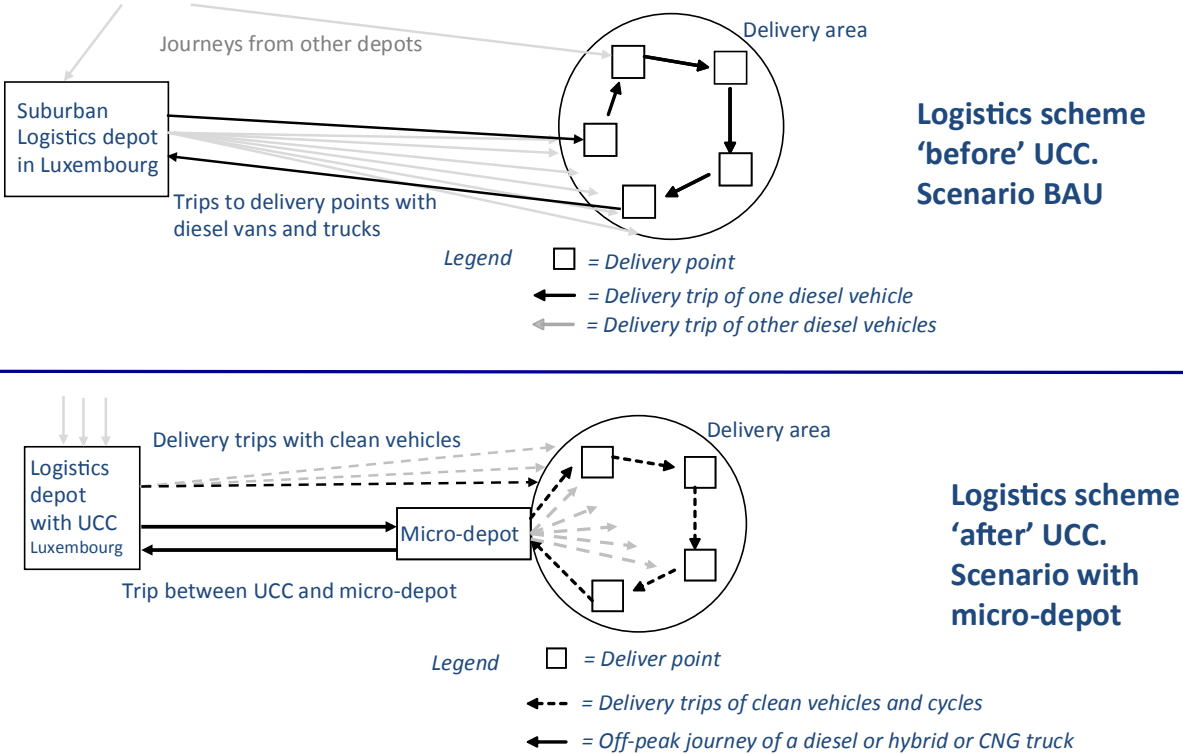 Journeys from other depots
Delivery area
Suburban
Logistics depot
in Luxembourg
Logistics scheme
‘before’ UCC.
Scenario BAU
Trips to delivery points with
diesel vans and trucks
Legend
= Delivery point
= Delivery trip of one diesel vehicle
= Delivery trip of other diesel vehicles
Delivery trips with clean vehicles
Delivery area
Logistics
depot
with UCC
Luxembourg
Micro-depot
Logistics scheme
‘after’ UCC.
Scenario with
micro-depot
Trip between UCC and micro-depot
Legend
= Deliver point
= Delivery trips of clean vehicles and cycles
= Off-peak journey of a diesel or hybrid or CNG truck